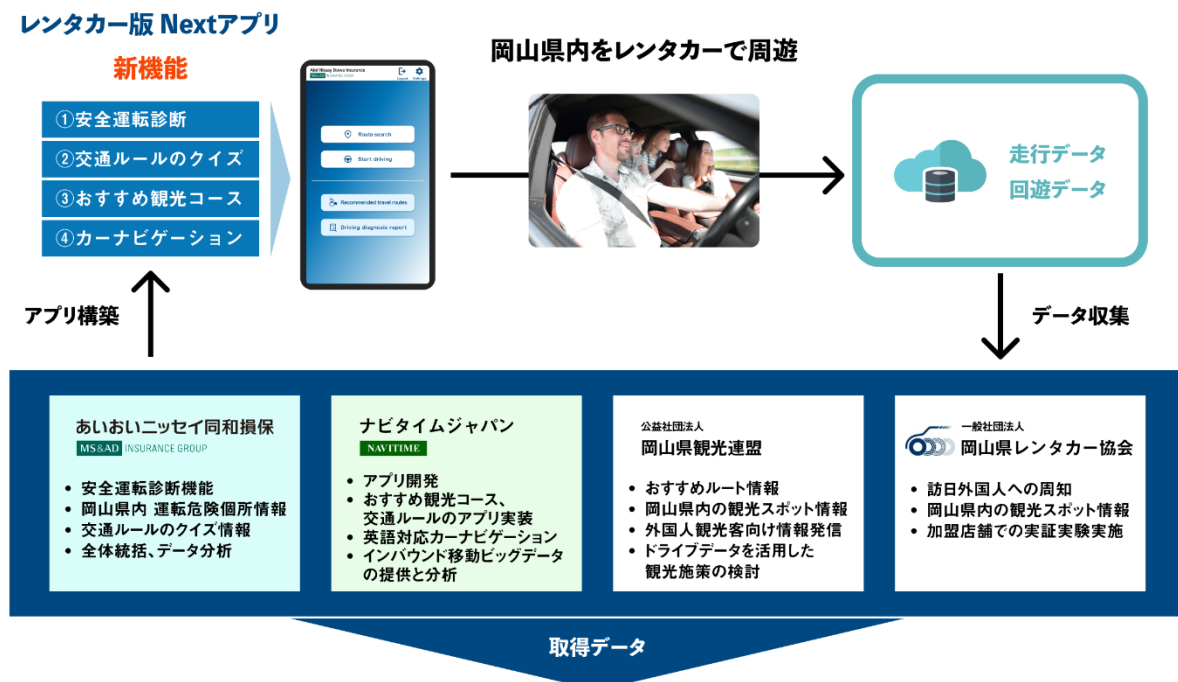 レンタカー版 Nextアプリ
新機能
①安全運転診断
②交通ルールのクイズ
③おすすめ観光コース
④カーナビゲーション
Aioi Nissay Dowa Insurance
MS&AD INSURANCE GROUP
Logout
Settings
Route search
Start driving
Recommended travel routes
Driving diagnosis report
岡山県内をレンタカーで周遊
走行データ
回遊データ
アプリ構築
データ収集
あいおいニッセイ同和損保
MS&AD INSURANCE GROUP
• 安全運転診断機能
• 岡山県内 運転危険個所情報
• 交通ルールのクイズ情報
• 全体統括、データ分析
ナビタイムジャパン
NAVITIME
• アプリ開発
• おすすめ観光コース、
交通ルールのアプリ実装
• 英語対応カーナビゲーション
• インバウンド移動ビッグデータ
の提供と分析
公益社団法人
岡山県観光連盟
• おすすめルート情報
• 岡山県内の観光スポット情報
• 外国人観光客向け情報発信
• ドライブデータを活用した
観光施策の検討
一般社団法人
岡山県レンタカー協会
• 訪日外国人への周知
• 岡山県内の観光スポット情報
• 加盟店舗での実証実験実施
取得データ